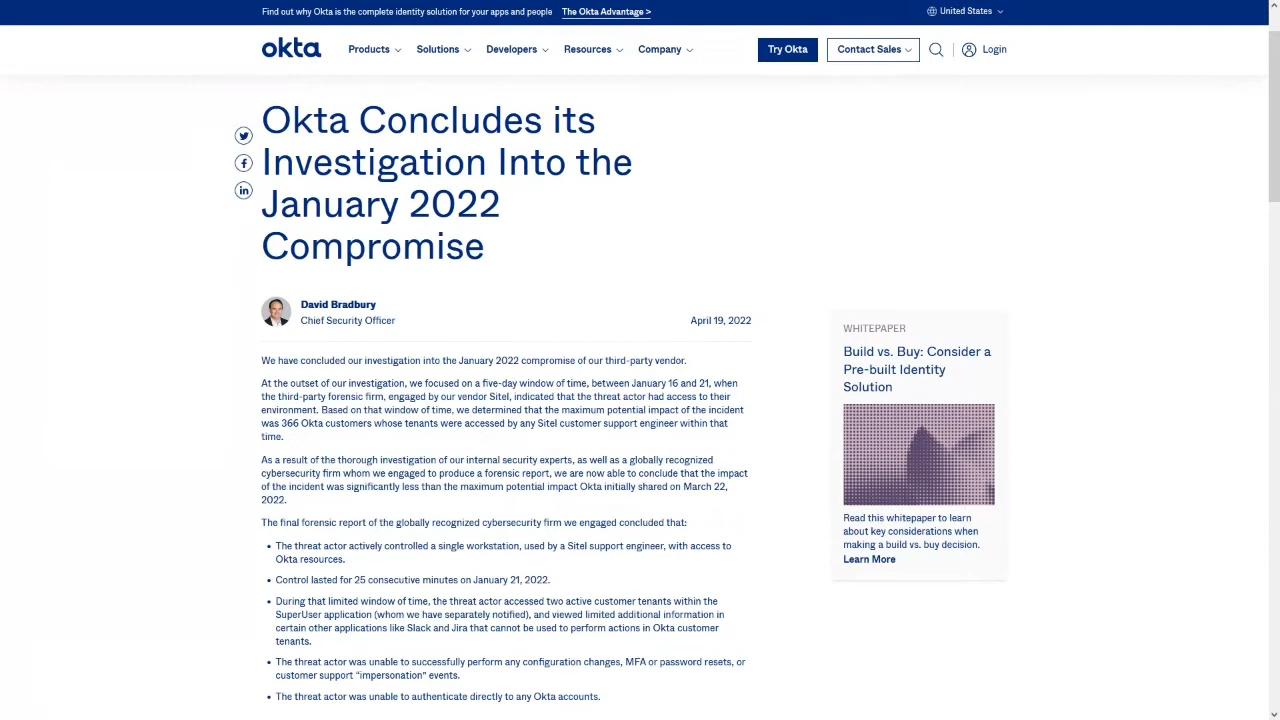 Find out why Okta is the complete identity solution for your apps and people The Okta Advantage >
United States
okta
Products Solutions Developers Resources Company
Try Okta Contact Sales Login
Okta Concludes its
Investigation Into the
January 2022
Compromise
David Bradbury
Chief Security Officer
April 19, 2022
We have concluded our investigation into the January 2022 compromise of our third-party vendor.
At the outset of our investigation, we focused on a five-day window of time, between January 16 and 21, when
the third-party forensic firm, engaged by our vendor Sitel, indicated that the threat actor had access to their
environment. Based on that window of time, we determined that the maximum potential impact of the incident
was 366 Okta customers whose tenants were accessed by any Sitel customer support engineer within that
time.
As a result of the thorough investigation of our internal security experts, as well as a globally recognized
cybersecurity firm whom we engaged to produce a forensic report, we are now able to conclude that the impact
of the incident was significantly less than the maximum potential impact Okta initially shared on March 22,
2022.
The final forensic report of the globally recognized cybersecurity firm we engaged concluded that:
• The threat actor actively controlled a single workstation, used by a Sitel support engineer, with access to
Okta resources.
• Control lasted for 25 consecutive minutes on January 21, 2022.
• During that limited window of time, the threat actor accessed two active customer tenants within the
SuperUser application (whom we have separately notified), and viewed limited additional information in
certain other applications like Slack and Jira that cannot be used to perform actions in Okta customer
tenants.
• The threat actor was unable to successfully perform any configuration changes, MFA or password resets, or
customer support "impersonation" events.
• The threat actor was unable to authenticate directly to any Okta accounts.
WHITEPAPER
Build vs. Buy: Consider a
Pre-built Identity
Solution
Read this whitepaper to learn
about key considerations when
making a build vs. buy decision.
Learn More